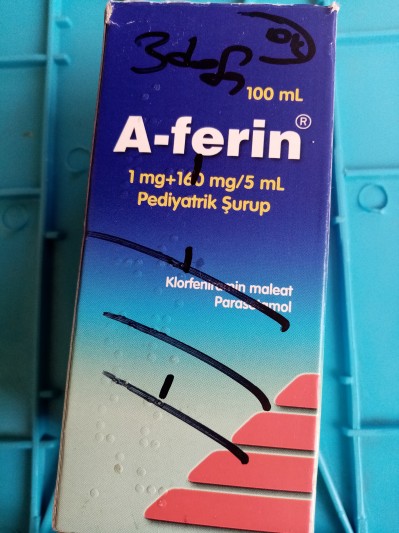 100 mL
A-ferin®
1 mg+160 mg/5 mL
Pediyatrik Şurup
Klorfeniramin maleat
Parasetamol